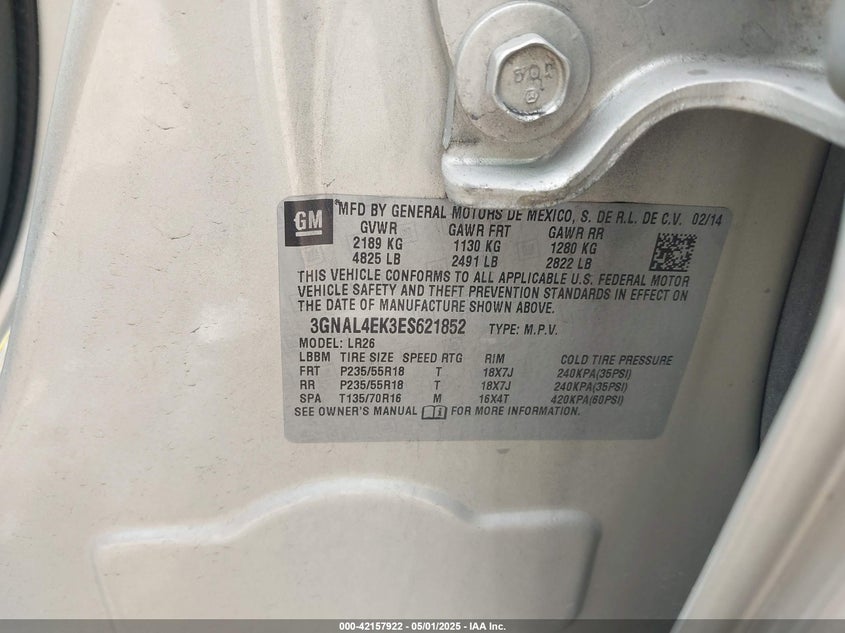 GM
MFD BY GENERAL MOTORS DE MEXICO, S. DE R.L. DE C.V. 02/14
GVWR GAWR FRT GAWR RR
2189 KG 1130 KG 1280 KG
4825 LB 2491 LB 2822 LB
THIS VEHICLE CONFORMS TO ALL APPLICABLE U.S. FEDERAL MOTOR
VEHICLE SAFETY AND THEFT PREVENTION STANDARDS IN EFFECT ON
THE DATE OF MANUFACTURE SHOWN ABOVE.
3GNAL4EK3ES621852 TYPE: M.P.V.
MODEL: LR26
LBBM TIRE SIZE SPEED RTG RIM COLD TIRE PRESSURE
FRT P235/55R18 T 18X7J 240KPA(35PSI)
RR P235/55R18 T 18X7J 240KPA(35PSI)
SPA T135/70R16 M 16X4T 420KPA(60PSI)
SEE OWNER'S MANUAL FOR MORE INFORMATION.
000-42157922 - 05/01/2025 - IAA Inc.